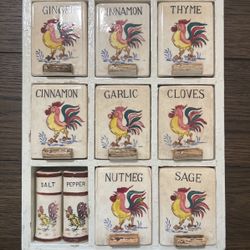 GINGER
CINNAMON
THYME
CINNAMON
GARLIC
CLOVES
SALT
PEPPER
NUTMEG
SAGE